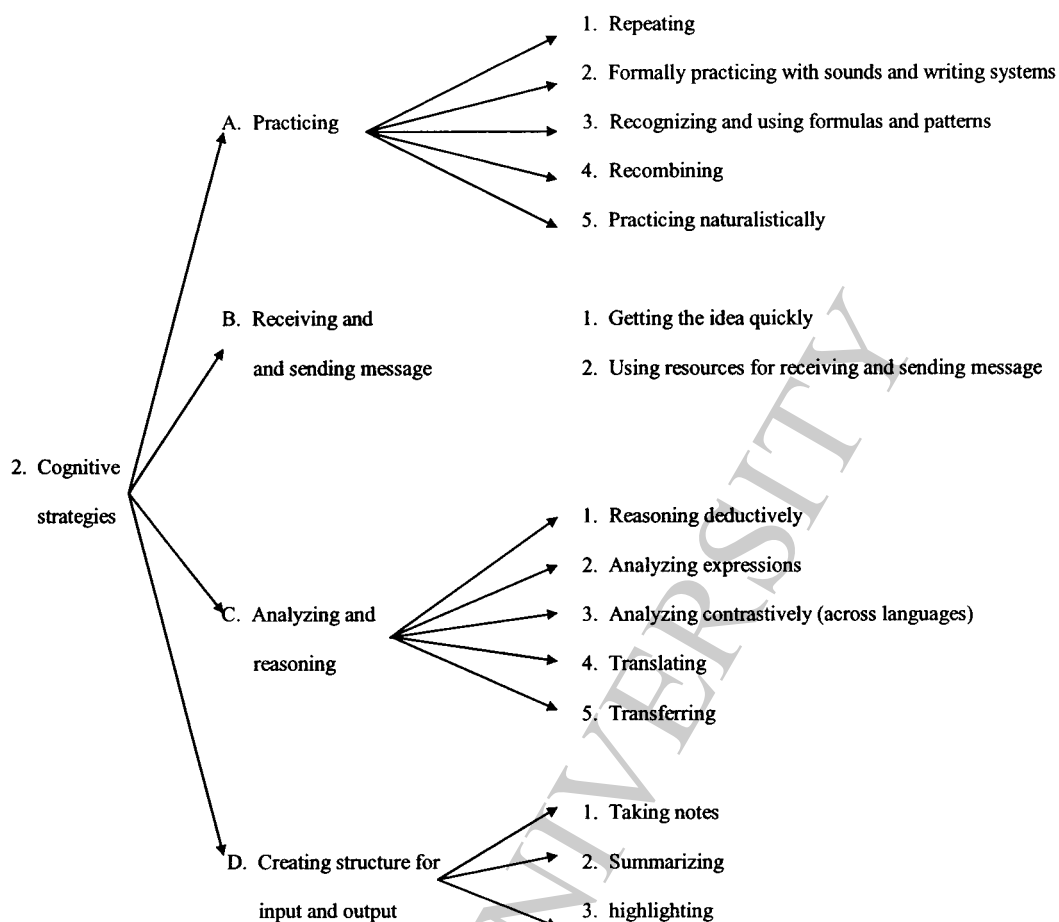 1. Repeating
2. Formally practicing with sounds and writing systems
A. Practicing
3. Recognizing and using formulas and patterns
4. Recombining
5. Practicing naturalistically
B. Receiving and
and sending message
1. Getting the idea quickly
2. Using resources for receiving and sending message
2. Cognitive
strategies
1. Reasoning deductively
2. Analyzing expressions
C. Analyzing and
reasoning
3. Analyzing contrastively (across languages)
4. Translating
5. Transferring
1. Taking notes
D. Creating structure for
input and output
2. Summarizing
3. highlighting
NIVERSITY